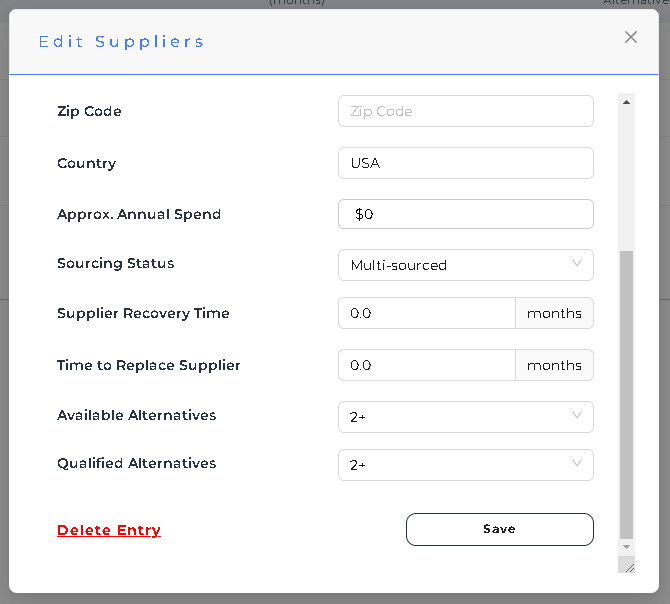 (months)
Alternative
Edit Suppliers
Zip Code Zip Code
Country USA
Approx. Annual Spend $0
Sourcing Status Multi-sourced
Supplier Recovery Time 0.0 months
Time to Replace Supplier 0.0 months
Available Alternatives 2+
Qualified Alternatives 2+
Delete Entry Save